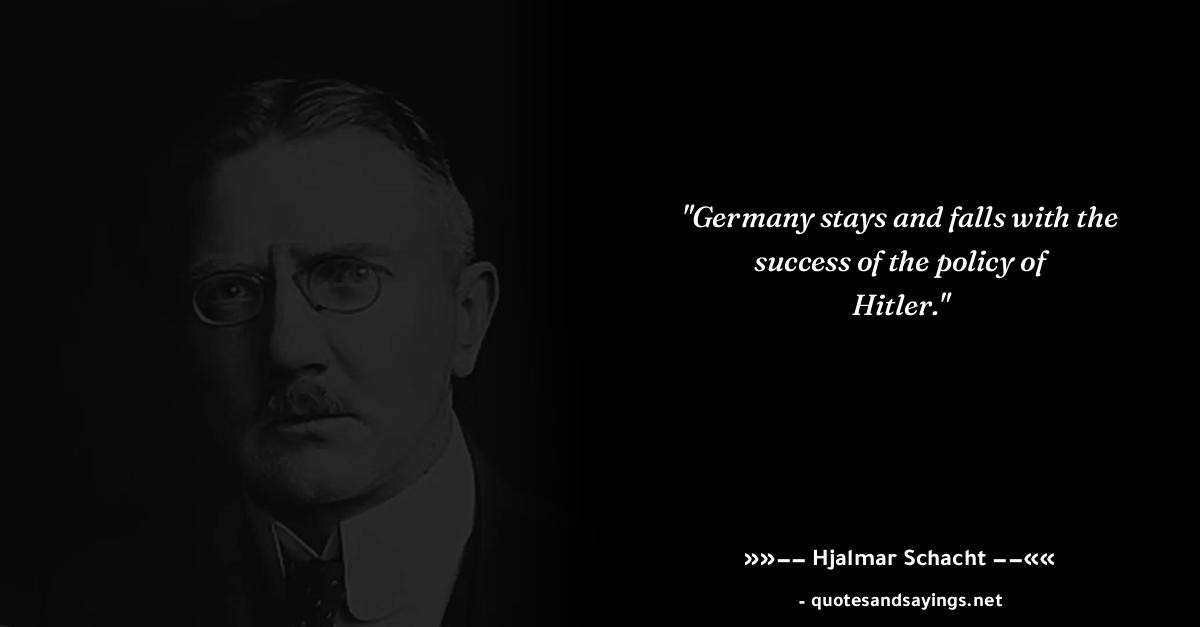 "Germany stays and falls with the
success of the policy of
Hitler."
»»−− Hjalmar Schacht −−««
- quotesandsayings.net